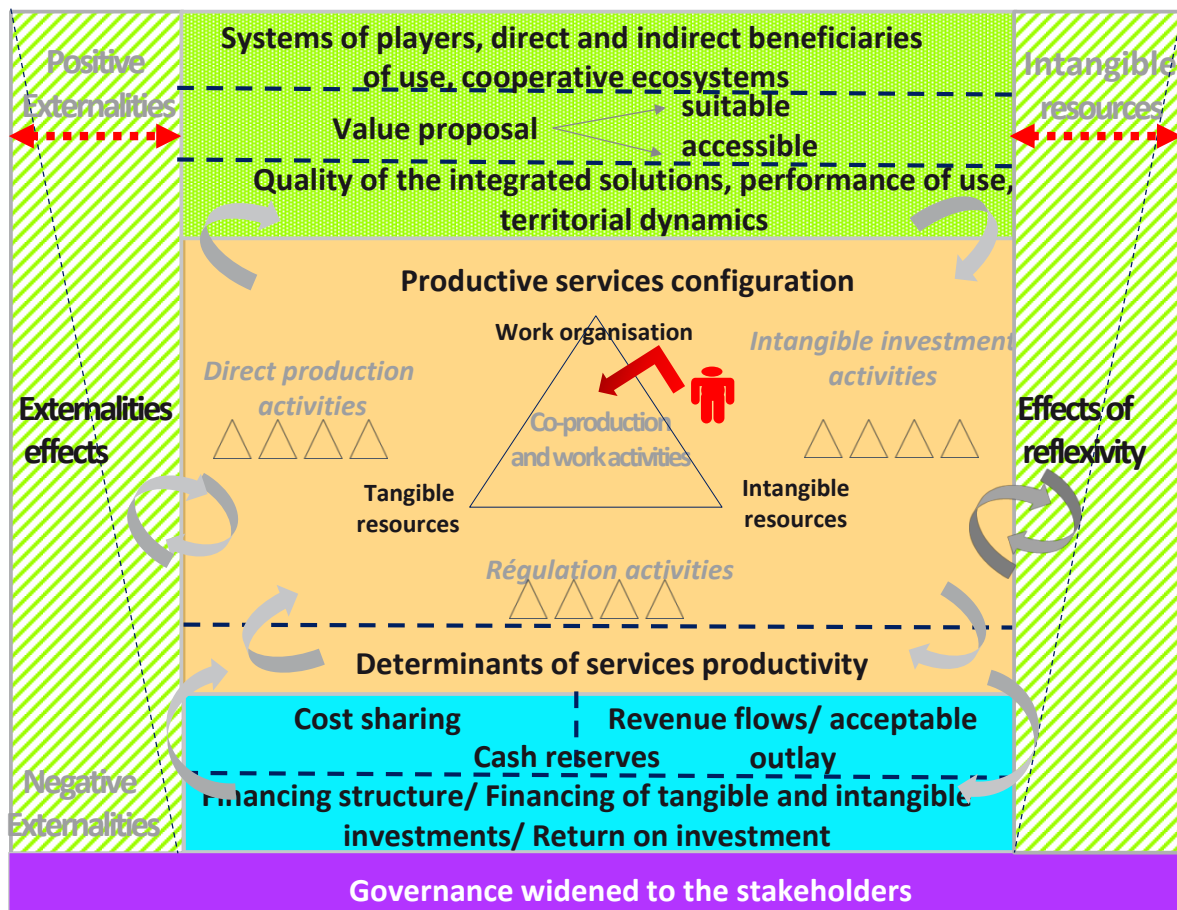 Systems of players, direct and indirect beneficiaries
of use, cooperative ecosystems
Positive
Externalities
Intangible
resources
Value proposal
suitable
accessible
Quality of the integrated solutions, performance of use,
territorial dynamics
Productive services configuration
Work organisation
Direct production
activities
Intangible investment
activities
Externalities
effects
Co-production
and work activities
Effects of
reflexivity
Tangible
resources
Intangible
resources
Régulation activities
Determinants of services productivity
Cost sharing
Revenue flows/ acceptable
outlay
Cash reserves
Negative
Externalities
Financing structure/ Financing of tangible and intangible
investments/ Return on investment
Governance widened to the stakeholders